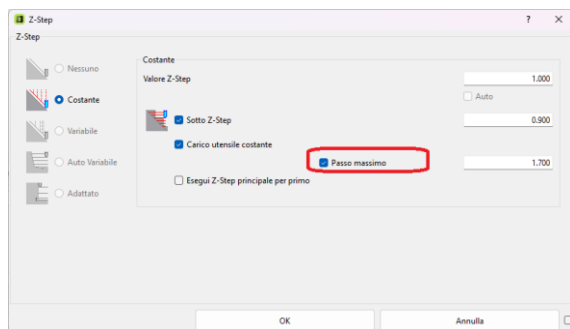 Z-Step
Z-Step
Nessuno
Costante
Variabile
Auto Variabile
Adattato
Costante
Valore Z-Step 1.000
Auto
Sotto Z-Step 0.900
Carico utensile costante
Passo massimo 1.700
Esegui Z-Step principale per primo
OK Annulla